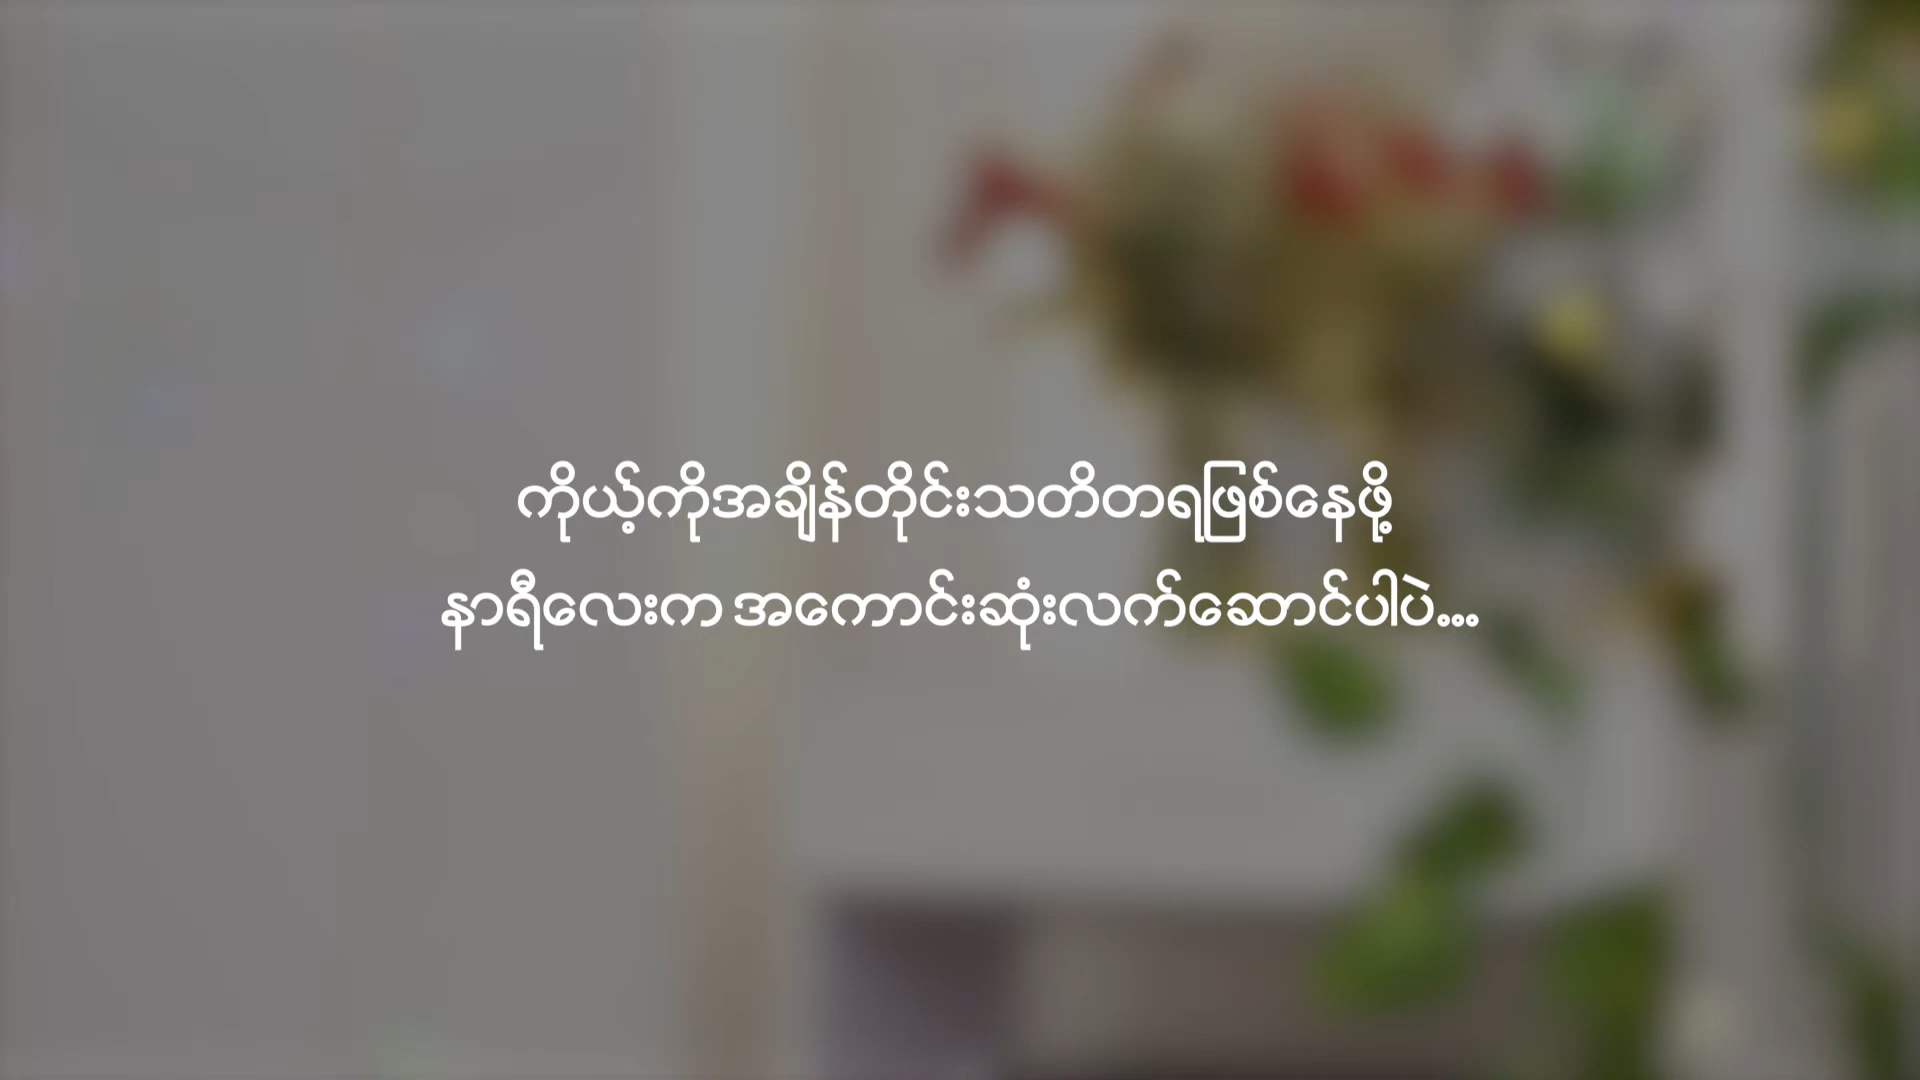 ကိုယ့်ကိုအချိန်တိုင်းသတိတရဖြစ်နေဖို့
နာရီလေးက အကောင်းဆုံးလက်ဆောင်ပါပဲ...